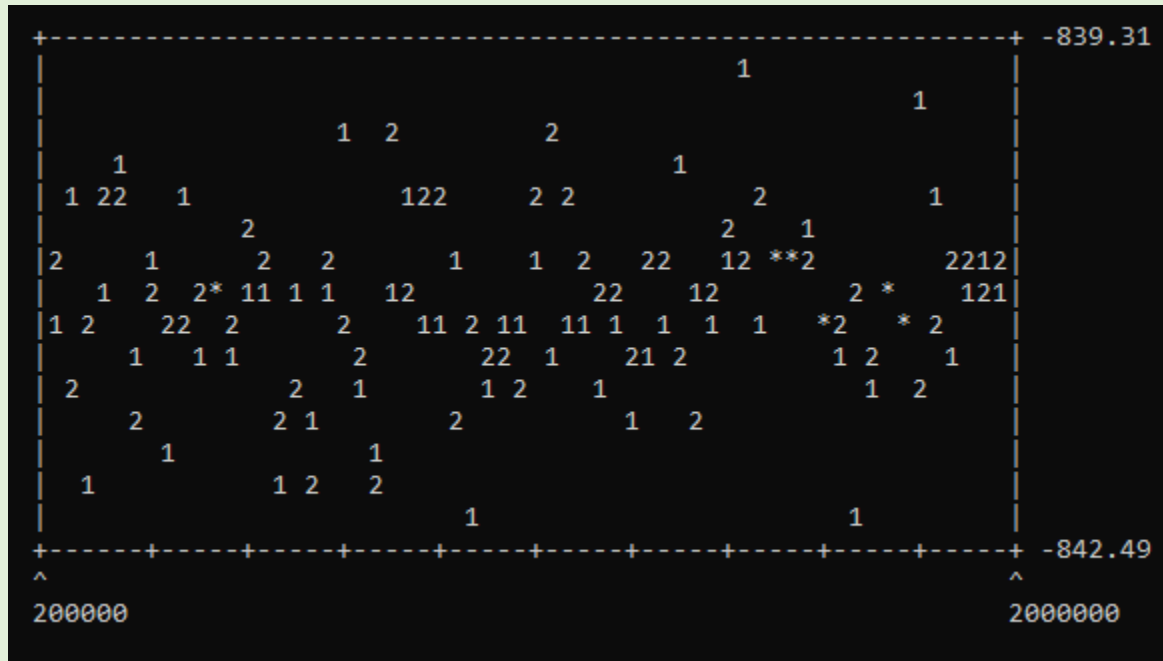 +------------------------------------------------------------+ -839.31
|                                           1                |
|                                                      1     |
|                  1  2         2                            |
|    1                                  1                    |
| 1 22   1             122     2 2           2          1    |
|            2                             2    1            |
|2     1      2   2       1    1  2   22   12 **2        2212|
|   1  2  2* 11 1 1   12           22    12        2 *    121|
|1 2    22  2      2    11 2 11  11 1  1  1  1   *2   * 2    |
|     1   1 1       2       22  1    21 2         1 2    1   |
| 2             2   1       1 2    1                1  2     |
|     2        2 1        2          1   2                   |
|       1            1                                       |
|  1           1 2   2                                       |
|                          1                       1         |
+------+-----+-----+-----+-----+-----+-----+-----+-----+-----+ -842.49
^                                                            ^
200000                                                       2000000